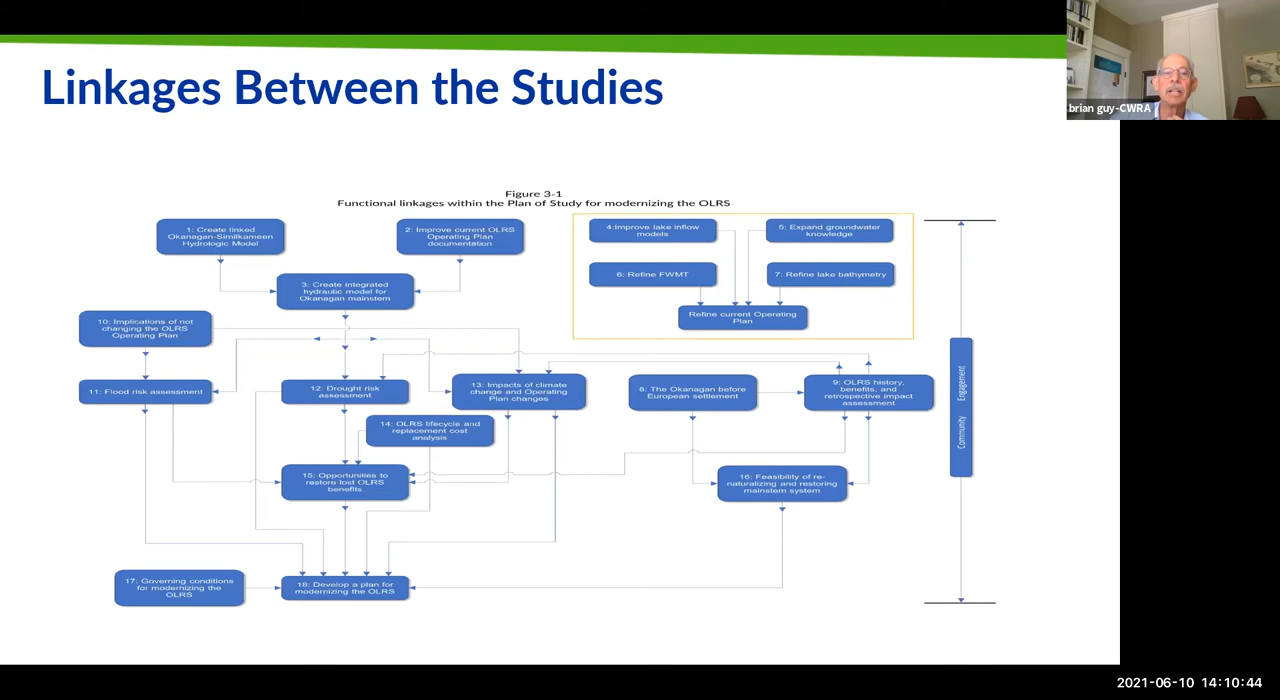 Linkages Between the Studies
brian guy-CWRA
Figure 3-1
Functional linkages within the Plan of Study for modernizing the OLRS
1: Create linked
Okanagan-Similkameen
Hydrologic Model
2: Improve current OLRS
Operating Plan
documentation
4:Improve lake inflow
models
5: Expand groundwater
knowledge
6: Refine FWMT
7: Refine lake bathymetry
3: Create integrated
hydraulic model for
Okanagan mainstem
Refine current Operating
Plan
10: Implications of not
changing the OLRS
Operating Plan
11: Flood risk assessment
12: Drought risk
assessment
13: Impacts of climate
change and Operating
Plan changes
8: The Okanagan before
European settlement
9: OLRS history,
benefits, and
retrospective impact
assessment
Community Engagement
14: OLRS lifecycle and
replacement cost
analysis
15: Opportunities to
restore lost OLRS
benefits
16: Feasibility of re-
naturalizing and restoring
mainstem system
17: Governing conditions
for modernizing the
OLRS
18: Develop a plan for
modernizing the OLRS
2021-06-10 14:10:44